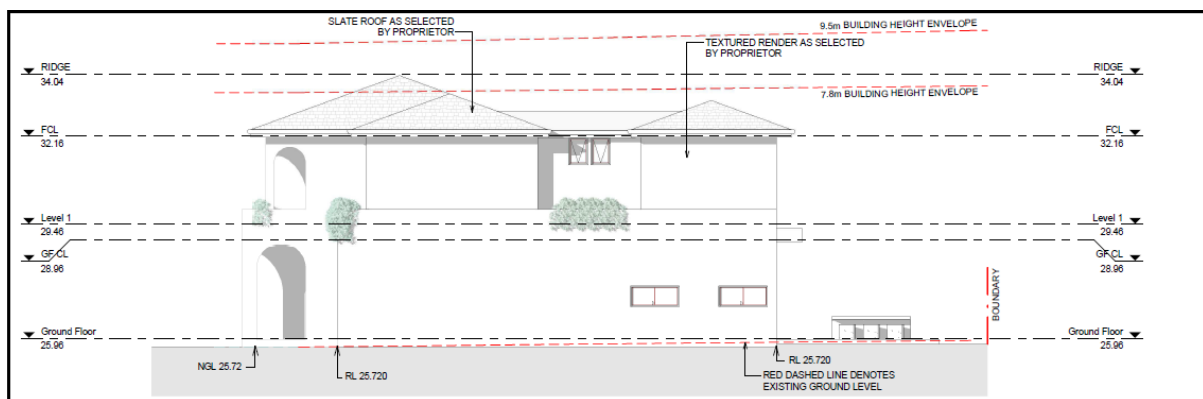 SLATE ROOF AS SELECTED
BY PROPRIETOR
9.5m BUILDING HEIGHT ENVELOPE
TEXTURED RENDER AS SELECTED
BY PROPRIETOR
RIDGE
34.04
RIDGE
34.04
7.8m BUILDING HEIGHT ENVELOPE
FCL
32.16
FCL
32.16
Level 1
29.46
Level 1
29.46
GF CL
28.96
GF CL
28.96
BOUNDARY
Ground Floor
25.96
Ground Floor
25.96
NGL 25.72
RL 25.720
RL 25.720
RED DASHED LINE DENOTES
EXISTING GROUND LEVEL